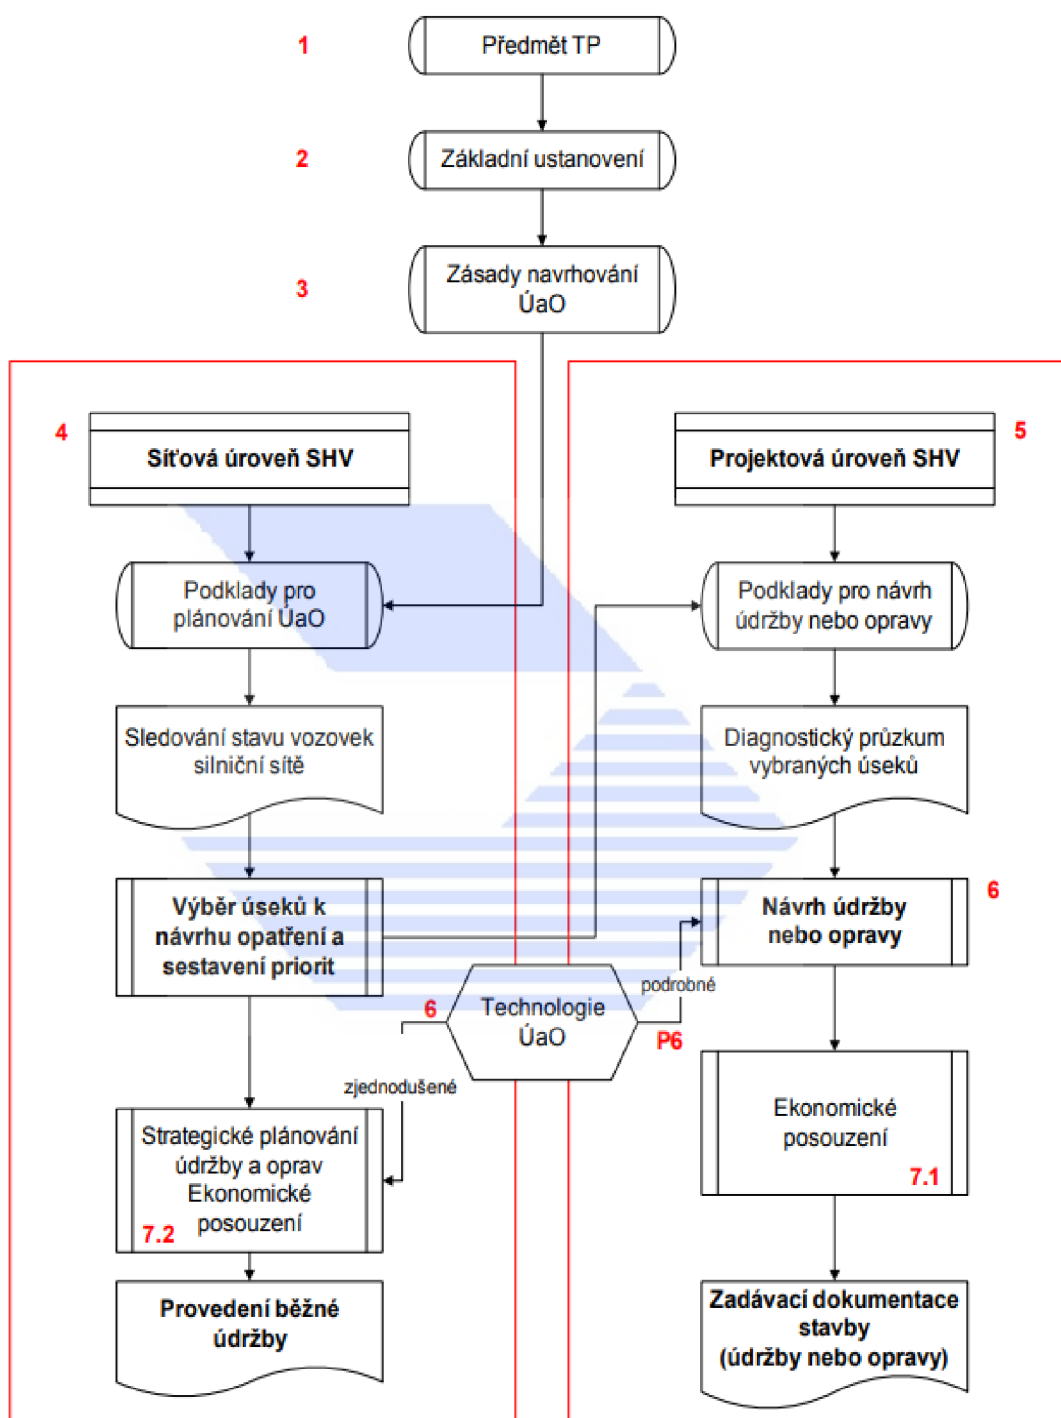 1
Předmět TP
2
Základní ustanovení
3
Zásady navrhování
ÚaO
4
Síťová úroveň SHV
Podklady pro
plánování ÚaO
Sledování stavu vozovek
silniční sítě
Výběr úseků k
návrhu opatření a
sestavení priorit
6
Technologie
ÚaO
zjednodušené
podrobné
P6
Strategické plánování
údržby a oprav
Ekonomické
posouzení
7.2
Provedení běžné
údržby
5
Projektová úroveň SHV
Podklady pro návrh
údržby nebo opravy
Diagnostický průzkum
vybraných úseků
6
Návrh údržby
nebo opravy
Ekonomické
posouzení
7.1
Zadávací dokumentace
stavby
(údržby nebo opravy)